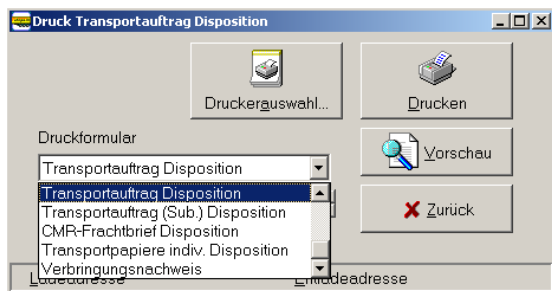 Druck Transportauftrag Disposition
Druckerauswahl...
Drucken
Druckformular
Vorschau
Transportauftrag Disposition
Transportauftrag Disposition
Transportauftrag (Sub.) Disposition
CMR-Frachtbrief Disposition
Transportpapiere indiv. Disposition
Verbringungsnachweis
Zurück
Ladeadresse
Entladeadresse